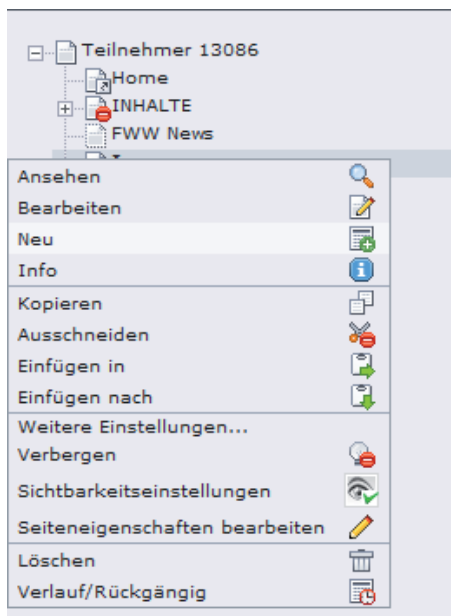 Teilnehmer 13086
Home
INHALTE
FWW News
Ansehen
Bearbeiten
Neu
Info
Kopieren
Ausschneiden
Einfügen in
Einfügen nach
Weitere Einstellungen...
Verbergen
Sichtbarkeitseinstellungen
Seiteneigenschaften bearbeiten
Löschen
Verlauf/Rückgängig